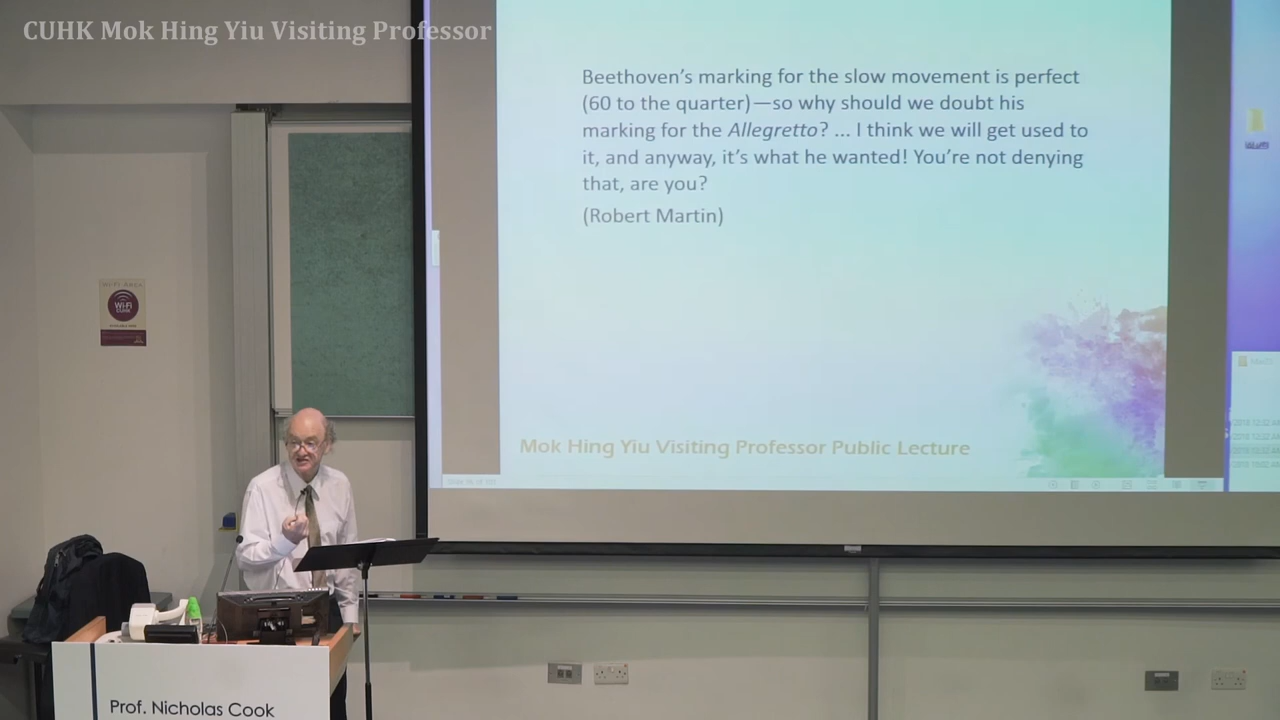 CUHK Mok Hing Yiu Visiting Professor
Beethoven’s marking for the slow movement is perfect
(60 to the quarter)—so why should we doubt his
marking for the Allegretto? ... I think we will get used to
it, and anyway, it’s what he wanted! You’re not denying
that, are you?
(Robert Martin)
Mok Hing Yiu Visiting Professor Public Lecture
Wi-Fi
CUHK
Prof. Nicholas Cook